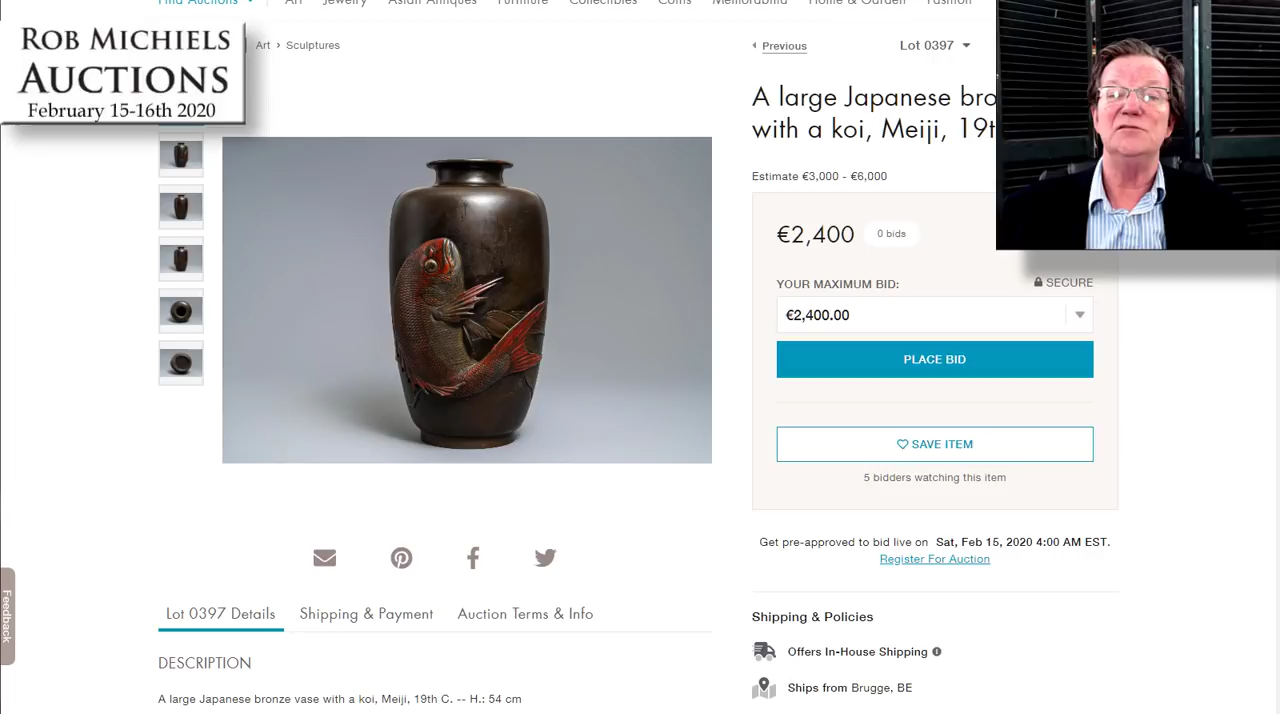 Find Auctions Art Jewelry Asian Antiques Furniture Collectibles Coins Memorabilia Home & Garden Fashion
ROB MICHIELS
AUCTIONS
February 15-16th 2020
Art › Sculptures
Previous
Lot 0397
A large Japanese
with a koi, Meiji,
Estimate €3,000 - €6,000
€2,400
0 bids
YOUR MAXIMUM BID:
SECURE
€2,400.00
PLACE BID
SAVE ITEM
5 bidders watching this item
Get pre-approved to bid live on Sat, Feb 15, 2020 4:00 AM EST.
Register For Auction
Feedback
Lot 0397 Details
Shipping & Payment
Auction Terms & Info
Shipping & Policies
Offers In-House Shipping
Ships from Brugge, BE
DESCRIPTION
A large Japanese bronze vase with a koi, Meiji, 19th C. -- H.: 54 cm